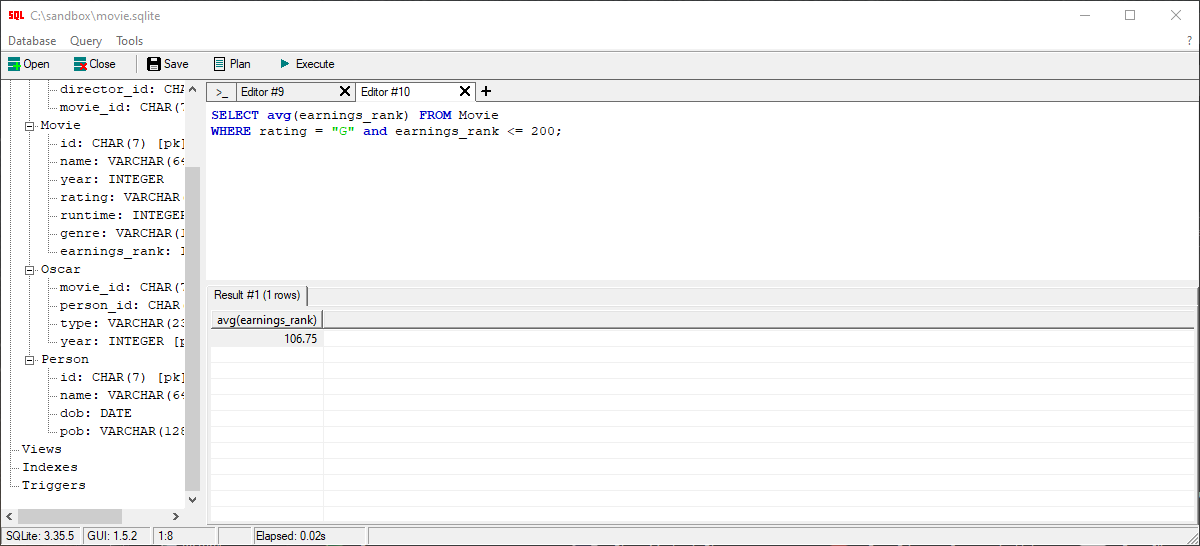 SQL C:\sandbox\movie.sqlite
Database Query Tools ?
Open Close Save Plan Execute
director_id: CHA
movie_id: CHAR(7
Movie
id: CHAR(7) [pk]
name: VARCHAR(64
year: INTEGER
rating: VARCHAR
runtime: INTEGER
genre: VARCHAR(1
earnings_rank: I
Oscar
movie_id: CHAR(7
person_id: CHAR
type: VARCHAR(23
year: INTEGER [p
Person
id: CHAR(7) [pk]
name: VARCHAR(64
dob: DATE
pob: VARCHAR(128
Views
Indexes
Triggers
>_ Editor #9 Editor #10
SELECT avg(earnings_rank) FROM Movie
WHERE rating = "G" and earnings_rank <= 200;
Result #1 (1 rows)
avg(earnings_rank)
106.75
SQLite: 3.35.5 GUI: 1.5.2 1:8 Elapsed: 0.02s